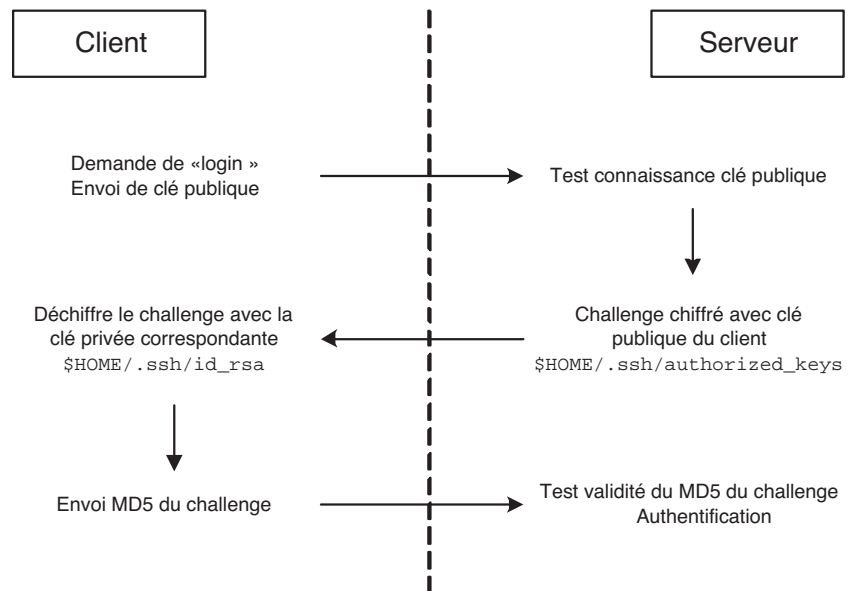 Client
Serveur
Demande de «login »
Envoi de clé publique
Test connaissance clé publique
Déchiffre le challenge avec la
clé privée correspondante
$HOME/.ssh/id_rsa
Challenge chiffré avec clé
publique du client
$HOME/.ssh/authorized_keys
Envoi MD5 du challenge
Test validité du MD5 du challenge
Authentification